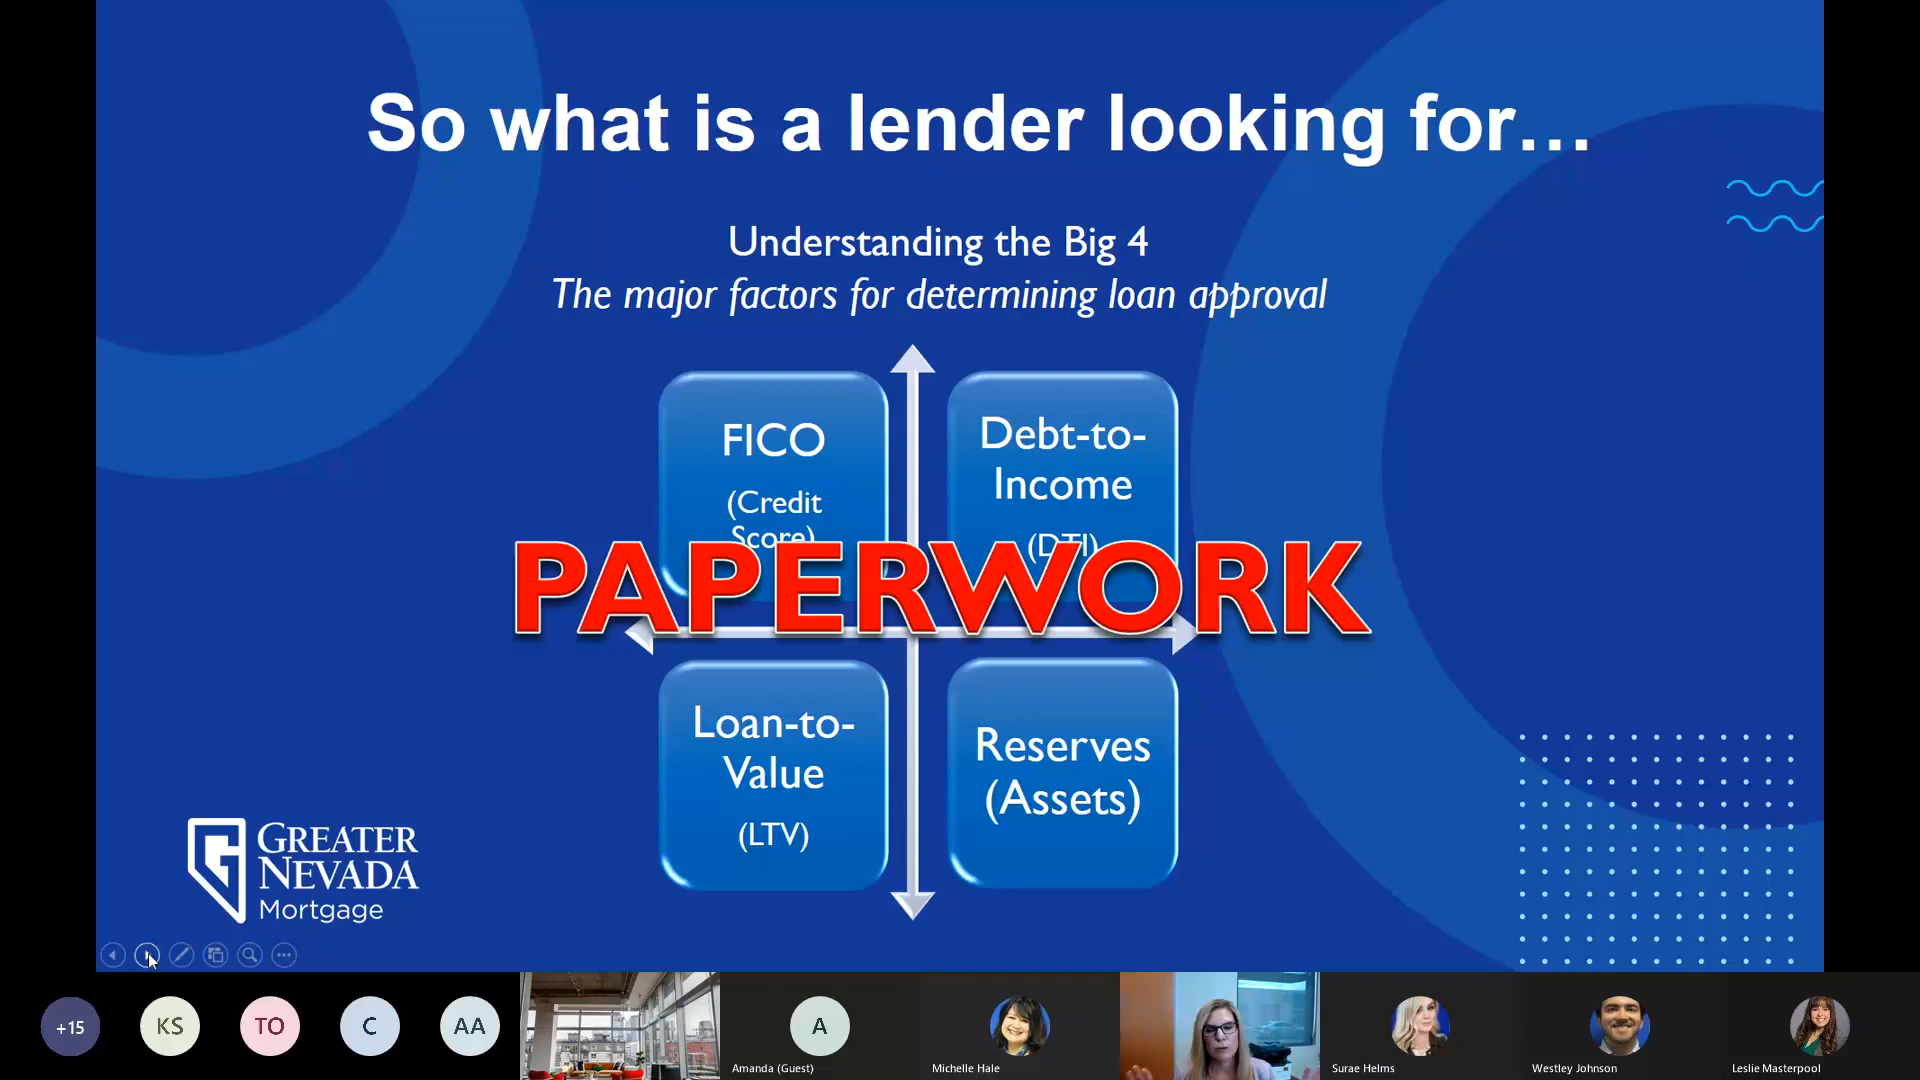 So what is a lender looking for...
Understanding the Big 4
The major factors for determining loan approval
FICO
(Credit
Score)
Debt-to-
Income
(DTI)
PAPERWORK
Loan-to-
Value
(LTV)
Reserves
(Assets)
GREATER
NEVADA
Mortgage
+15
KS
TO
C
AA
A
Amanda (Guest)
Michelle Hale
Surae Helms
Westley Johnson
Leslie Masterpool